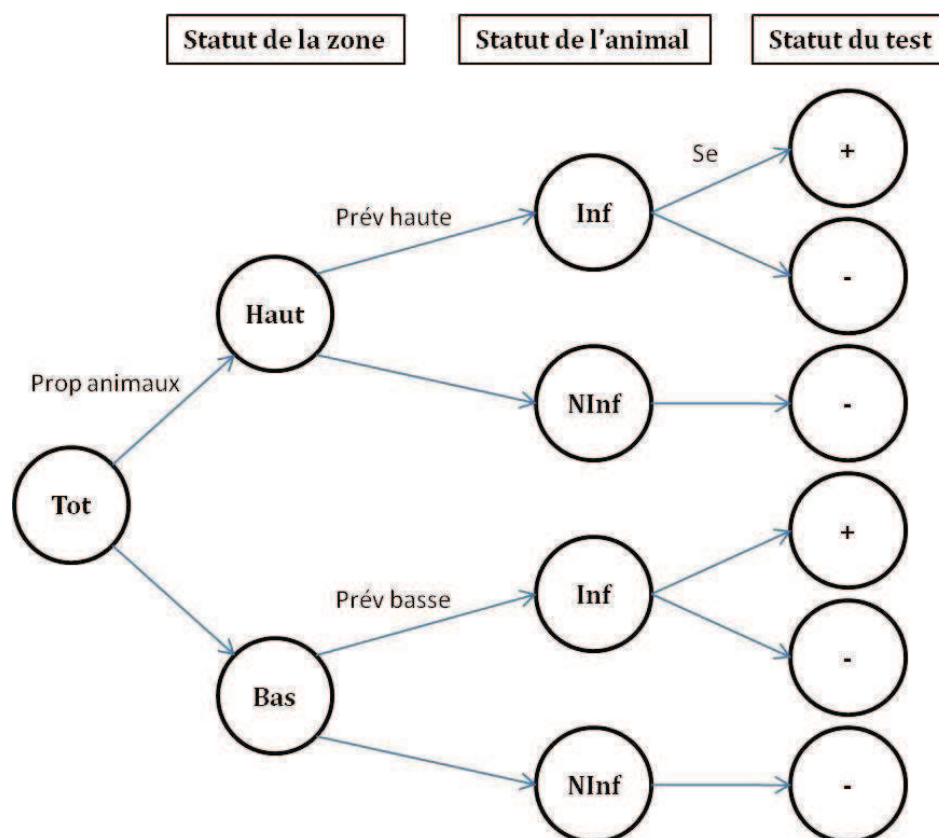 Statut de la zone
Statut de l'animal
Statut du test
+
Se
Inf
Prév haute
-
Haut
Prop animaux
NInf
-
Tot
+
Prév basse
Inf
-
Bas
NInf
-